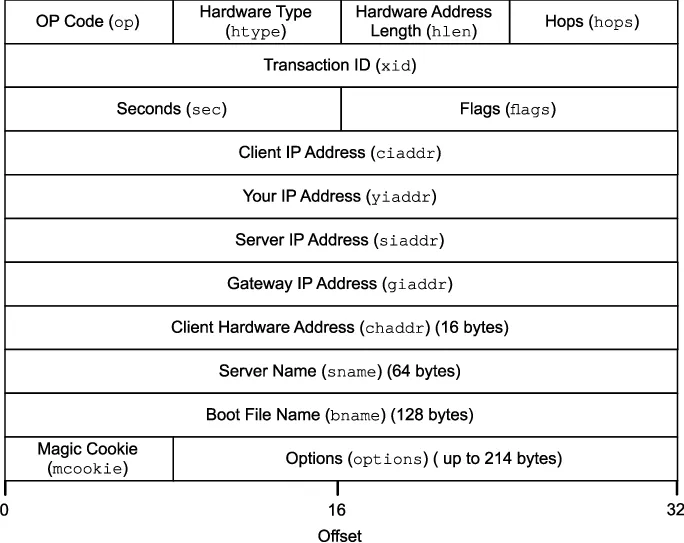 OP Code (op)
Hardware Type
(htype)
Hardware Address
Length (hlen)
Hops (hops)
Transaction ID (xid)
Seconds (sec)
Flags (flags)
Client IP Address (ciaddr)
Your IP Address (yiaddr)
Server IP Address (siaddr)
Gateway IP Address (giaddr)
Client Hardware Address (chaddr) (16 bytes)
Server Name (sname) (64 bytes)
Boot File Name (bname) (128 bytes)
Magic Cookie
(mcookie)
Options (options) ( up to 214 bytes)
0
16
32
Offset